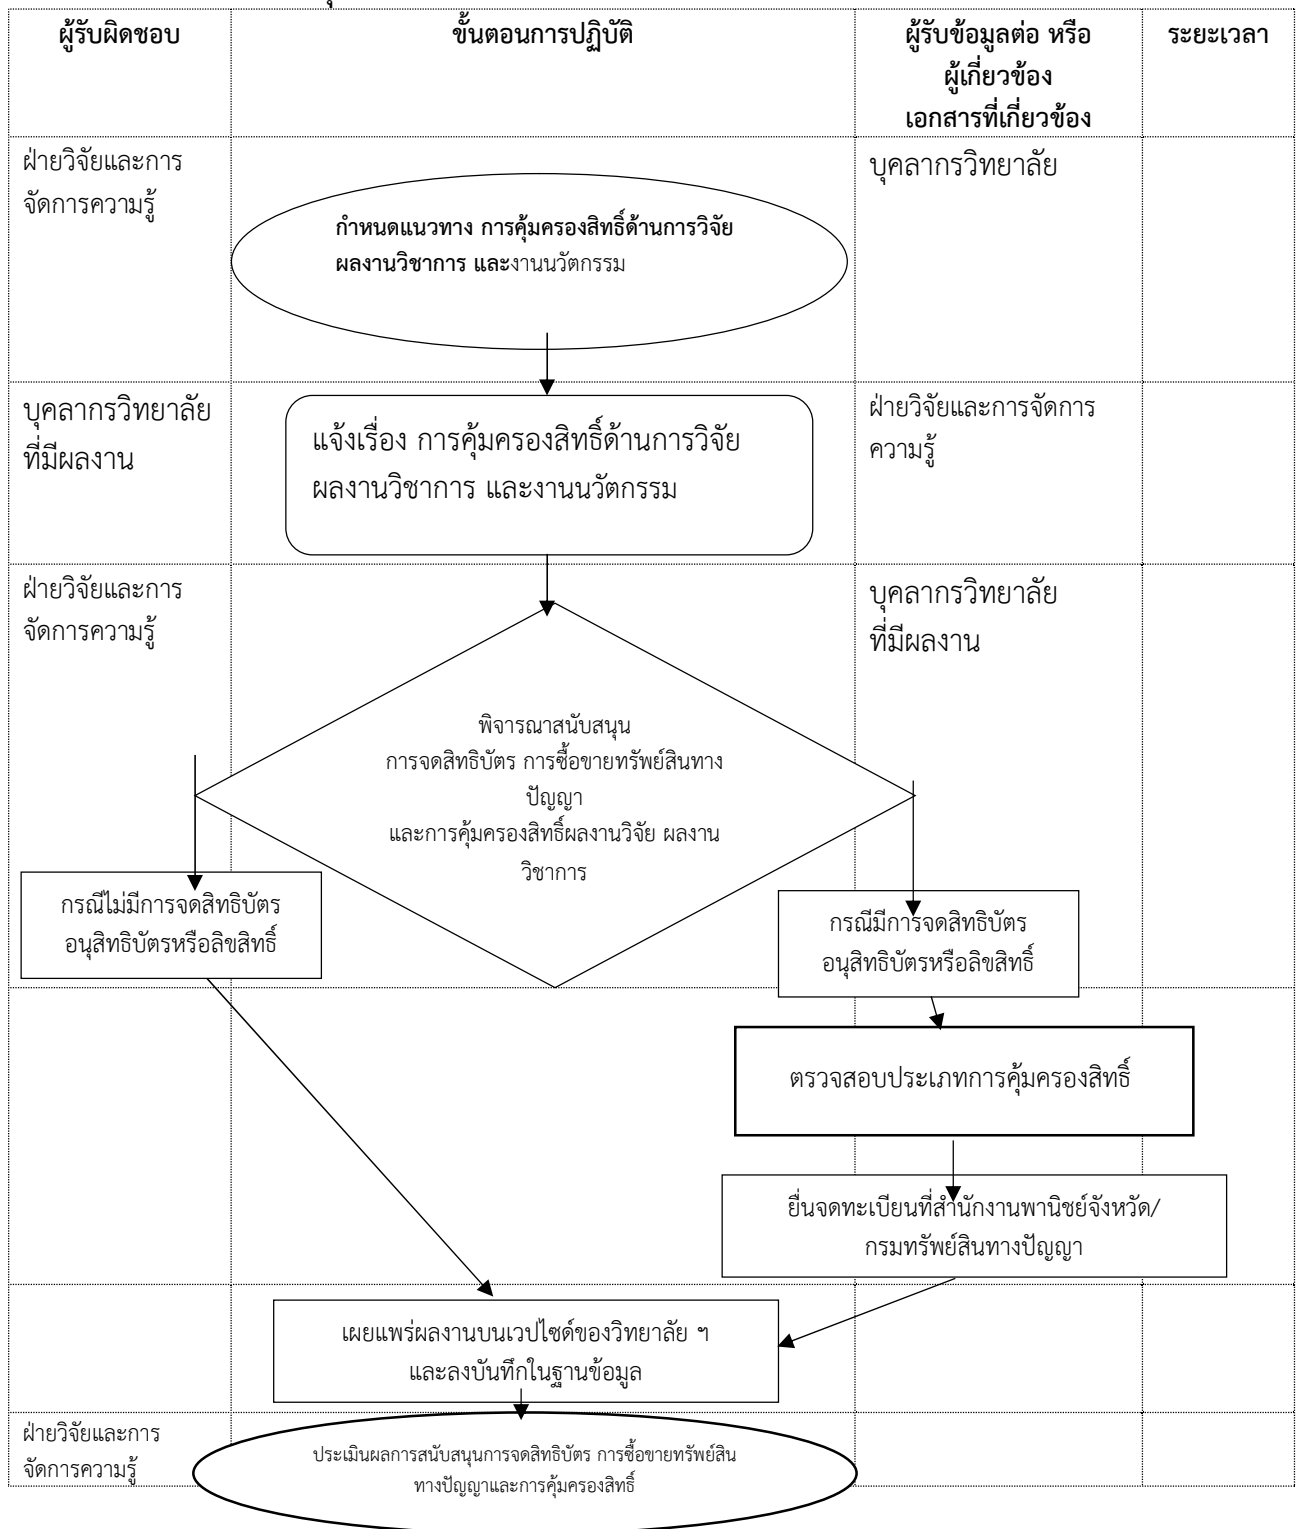 ผู้รับผิดชอบ
ขั้นตอนการปฏิบัติ
ผู้รับข้อมูลต่อ หรือ
ผู้เกี่ยวข้อง
เอกสารที่เกี่ยวข้อง
ระยะเวลา
ฝ่ายวิจัยและการ
จัดการความรู้
กำหนดแนวทาง การคุ้มครองสิทธิ์ด้านการวิจัย
ผลงานวิชาการ และงานนวัตกรรม
บุคลากรวิทยาลัย
บุคลากรวิทยาลัย
ที่มีผลงาน
แจ้งเรื่อง การคุ้มครองสิทธิ์ด้านการวิจัย
ผลงานวิชาการ และงานนวัตกรรม
ฝ่ายวิจัยและการจัดการ
ความรู้
ฝ่ายวิจัยและการ
จัดการความรู้
บุคลากรวิทยาลัย
ที่มีผลงาน
พิจารณาสนับสนุน
การจดสิทธิบัตร การซื้อขายทรัพย์สินทาง
ปัญญา
และการคุ้มครองสิทธิ์ผลงานวิจัย ผลงาน
วิชาการ
กรณีไม่มีการจดสิทธิบัตร
อนุสิทธิบัตรหรือลิขสิทธิ์
กรณีมีการจดสิทธิบัตร
อนุสิทธิบัตรหรือลิขสิทธิ์
ตรวจสอบประเภทการคุ้มครองสิทธิ์
ยื่นจดทะเบียนที่สำนักงานพานิชย์จังหวัด/
กรมทรัพย์สินทางปัญญา
เผยแพร่ผลงานบนเวปไซด์ของวิทยาลัย ฯ
และลงบันทึกในฐานข้อมูล
ฝ่ายวิจัยและการ
จัดการความรู้
ประเมินผลการสนับสนุนการจดสิทธิบัตร การซื้อขายทรัพย์สิน
ทางปัญญาและการคุ้มครองสิทธิ์